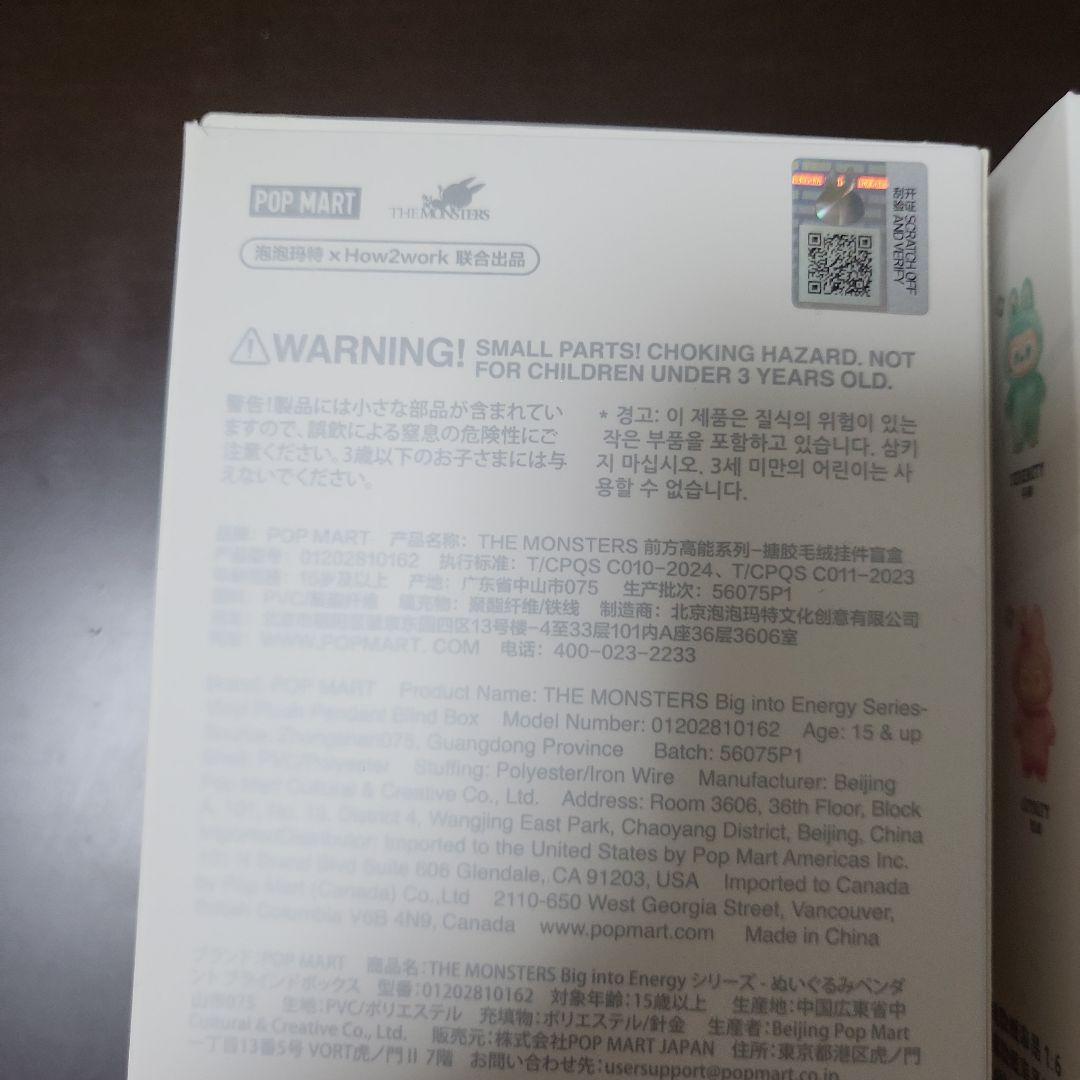 POP MART
THE MONSTERS
泡泡玛特 × How2work 联合出品
刮开
验证 SCRATCH OFF
AND VERIFY
WARNING! SMALL PARTS! CHOKING HAZARD. NOT
FOR CHILDREN UNDER 3 YEARS OLD.
警告!製品には小さな部品が含まれてい
ますので、誤飲による窒息の危険性にご
注意ください。3歳以下のお子さまには与
えないでください。
* 경고: 이 제품은 질식의 위험이 있는
작은 부품을 포함하고 있습니다. 삼키
지 마십시오. 3세 미만의 어린이는 사
용할 수 없습니다.
品牌: POP MART 产品名称: THE MONSTERS 前方高能系列-搪胶毛绒挂件盲盒
产品型号: 01202810162 执行标准: T/CPQS C010-2024、T/CPQS C011-2023
15岁及以上 产地: 广东省中山市075 生产批次: 56075P1
PVC/聚酯纤维 填充物: 聚酯纤维/铁线 制造商: 北京泡泡玛特文化创意有限公司
东园四区13号楼-4至33层101内A座36层3606室
WWW.POPMART.COM 电话: 400-023-2233
Brand: POP MART Product Name: THE MONSTERS Big into Energy Series-
Vinyl Plush Pendant Blind Box Model Number: 01202810162 Age: 15 & up
Source: Zhongshan075, Guangdong Province Batch: 56075P1
PVC/Polyester Stuffing: Polyester/Iron Wire Manufacturer: Beijing
Pop Mart Cultural & Creative Co., Ltd. Address: Room 3606, 36th Floor, Block
A, 101, No. 13, District 4, Wangjing East Park, Chaoyang District, Beijing, China
Importer/Distributor: Imported to the United States by Pop Mart Americas Inc.
N Brand Blvd Suite 606 Glendale, CA 91203, USA Imported to Canada
by Pop Mart (Canada) Co.,Ltd 2110-650 West Georgia Street, Vancouver,
British Columbia V6B 4N9, Canada www.popmart.com Made in China
ブランド:POP MART 商品名:THE MONSTERS Big into Energy シリーズ - ぬいぐるみペンダ
ント ブラインドボックス 型番:01202810162 対象年齢:15歳以上 生産地:中国広東省中
山市075 生地:PVC/ポリエステル 充填物:ポリエステル/針金 生産者:Beijing Pop Mart
Cultural & Creative Co., Ltd. 販売元:株式会社POP MART JAPAN 住所:東京都港区虎ノ門
一丁目13番5号 VORT虎ノ門Ⅱ 7階 お問い合わせ先:usersupport@popmart.co.jp